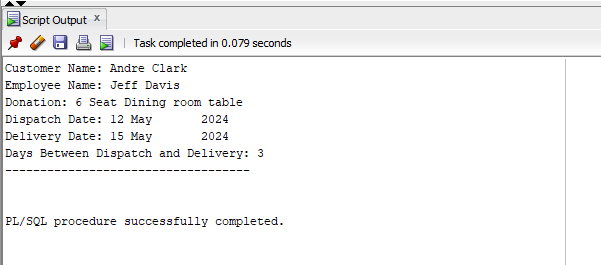 Script Output x
Task completed in 0.079 seconds
Customer Name: Andre Clark
Employee Name: Jeff Davis
Donation: 6 Seat Dining room table
Dispatch Date: 12 May       2024
Delivery Date: 15 May       2024
Days Between Dispatch and Delivery: 3
-----------------------------------
PL/SQL procedure successfully completed.